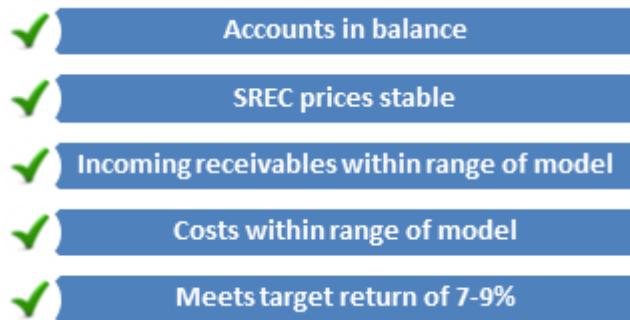 Accounts in balance
SREC prices stable
Incoming receivables within range of model
Costs within range of model
Meets target return of 7-9%